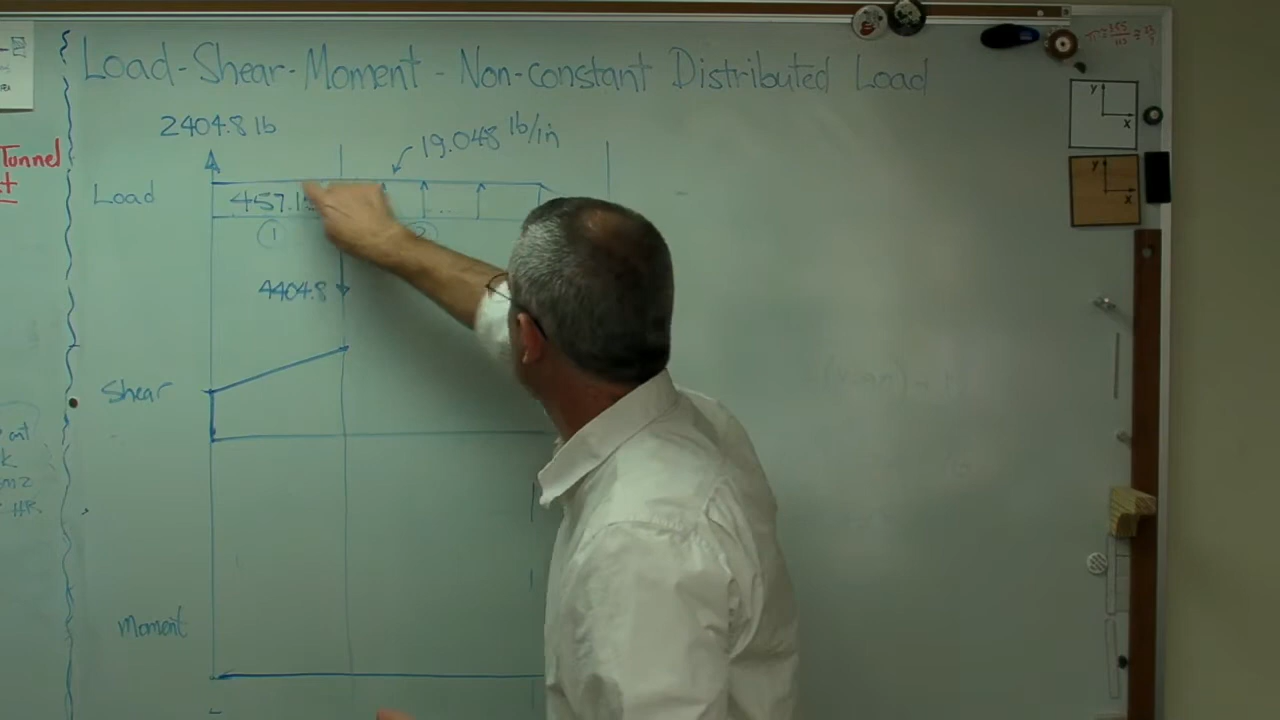 Load-Shear-Moment - Non-constant Distributed Load
2404.8 lb
19.048 lb/in
Tunnel
Load
457.1
1
2
4404.8
Shear
Moment
Y
X
Y
X